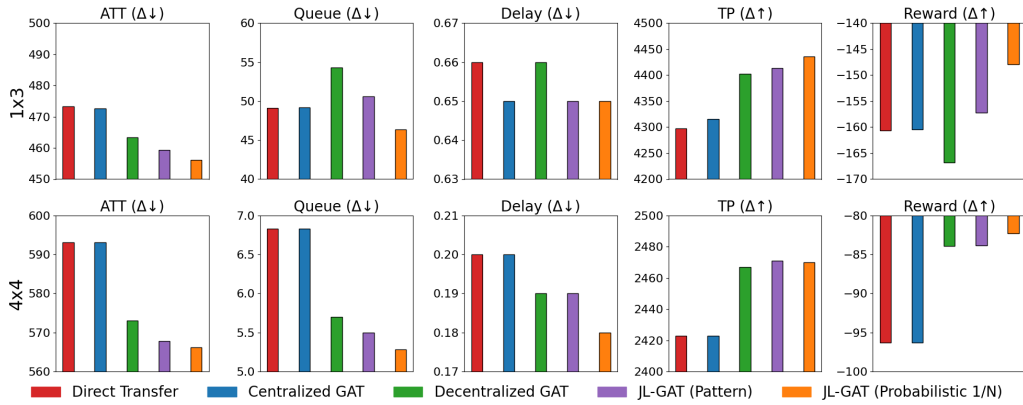 ATT (Δ↓) Queue (Δ↓) Delay (Δ↓) TP (Δ↑) Reward (Δ↑)
500 60 0.67 4500 −140
490 55 0.66 4450 −145
480 50 0.65 4400 −150
470 45 0.64 4350 −155
460 40 0.63 4300 −160
450 4250 −165
4200 −170
1x3
ATT (Δ↓) Queue (Δ↓) Delay (Δ↓) TP (Δ↑) Reward (Δ↑)
600 7.0 0.21 2500 −80
590 6.5 0.20 2480 −85
580 6.0 0.19 2460 −90
570 5.5 0.18 2440 −95
560 5.0 0.17 2420 −100
2400
4x4
Direct Transfer Centralized GAT Decentralized GAT JL-GAT (Pattern) JL-GAT (Probabilistic 1/N)